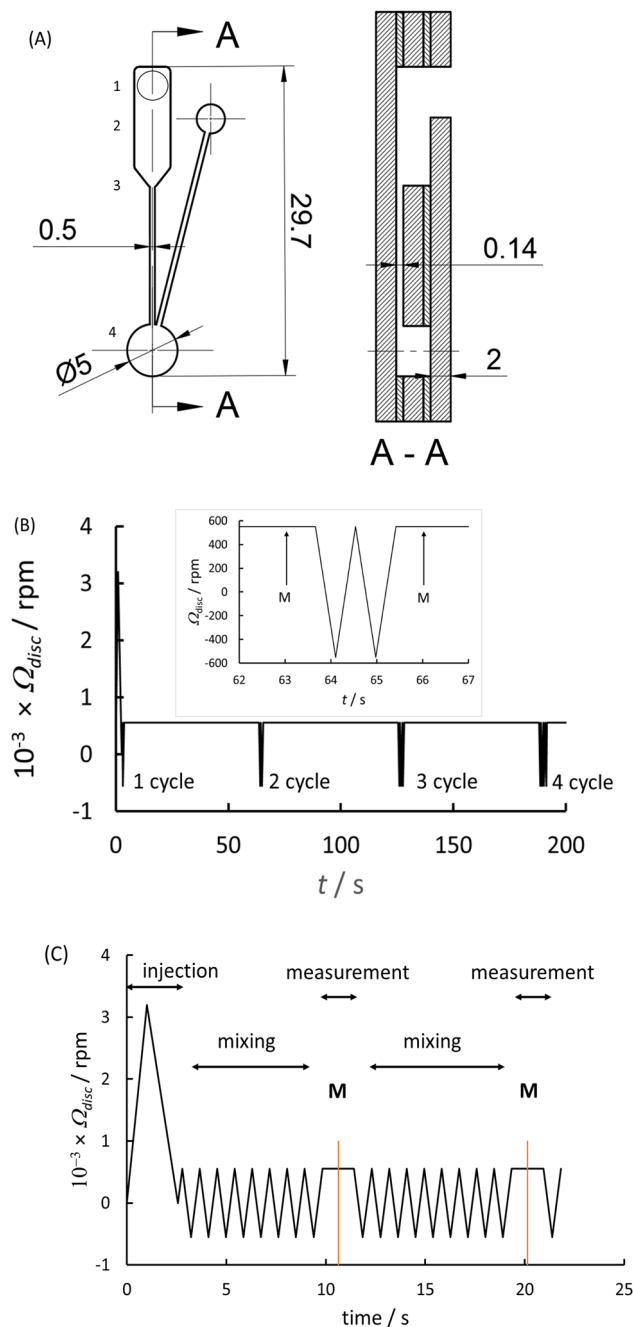 (A)
A
1
2
3
0.5
29.7
4
Ø5
A
0.14
2
A - A
(B)
10⁻³ × Ω_disc / rpm
4
3
2
1
0
-1
0
50
100
150
200
t / s
1 cycle
2 cycle
3 cycle
4 cycle
Ω_disc / rpm
600
400
200
0
-200
-400
-600
62
63
64
65
66
67
t / s
M
M
(C)
10⁻³ × Ω_disc / rpm
4
3
2
1
0
-1
injection
measurement
measurement
mixing
mixing
M
M
0
5
10
15
20
25
time / s